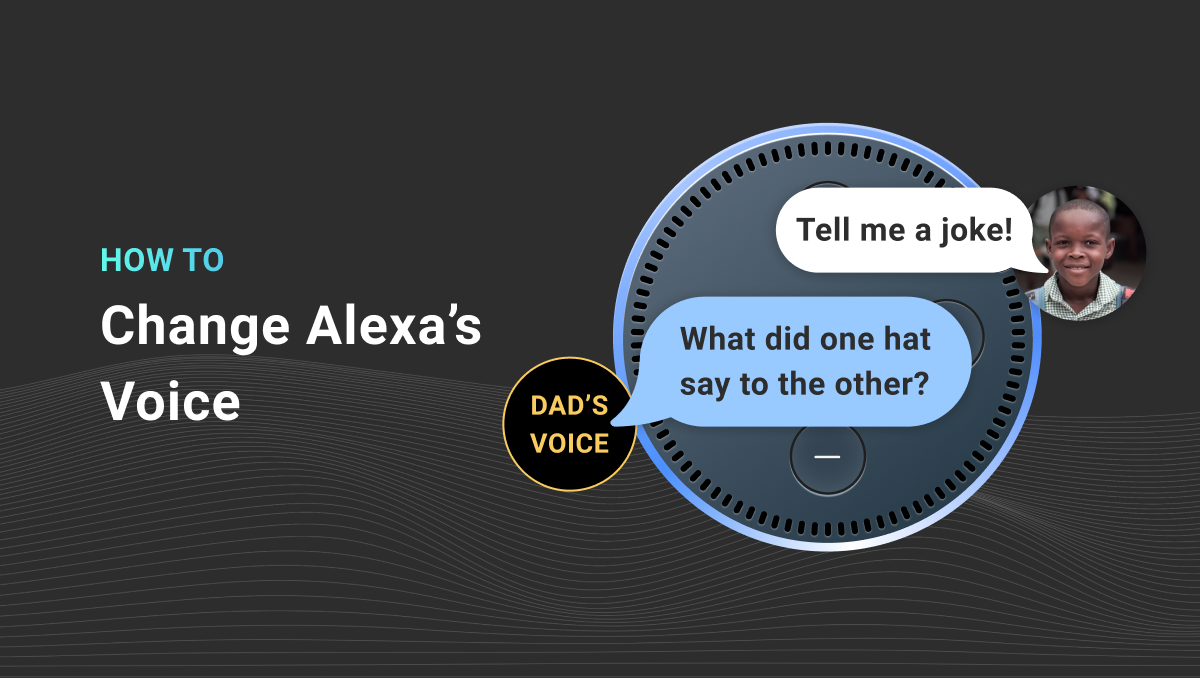 HOW TO
Change Alexa’s
Voice
Tell me a joke!
What did one hat
say to the other?
DAD’S
VOICE